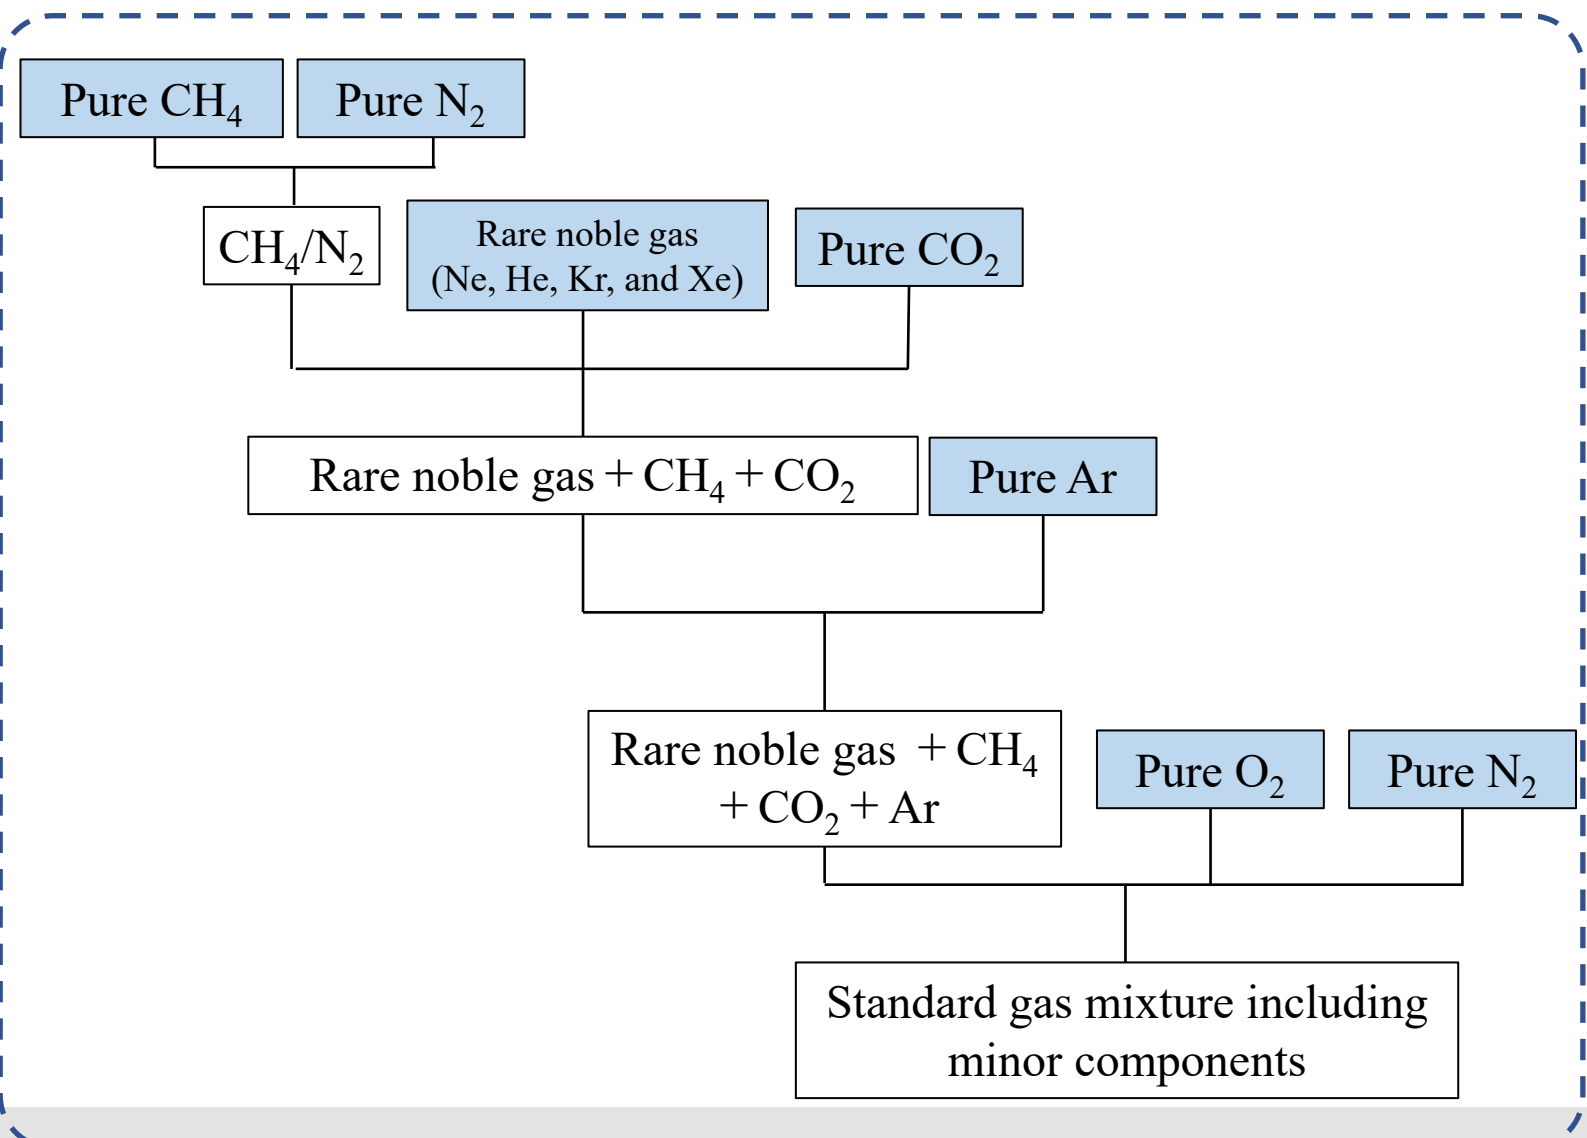 Pure CH₄
Pure N₂
CH₄/N₂
Rare noble gas
(Ne, He, Kr, and Xe)
Pure CO₂
Rare noble gas + CH₄ + CO₂
Pure Ar
Rare noble gas + CH₄
+ CO₂ + Ar
Pure O₂
Pure N₂
Standard gas mixture including
minor components